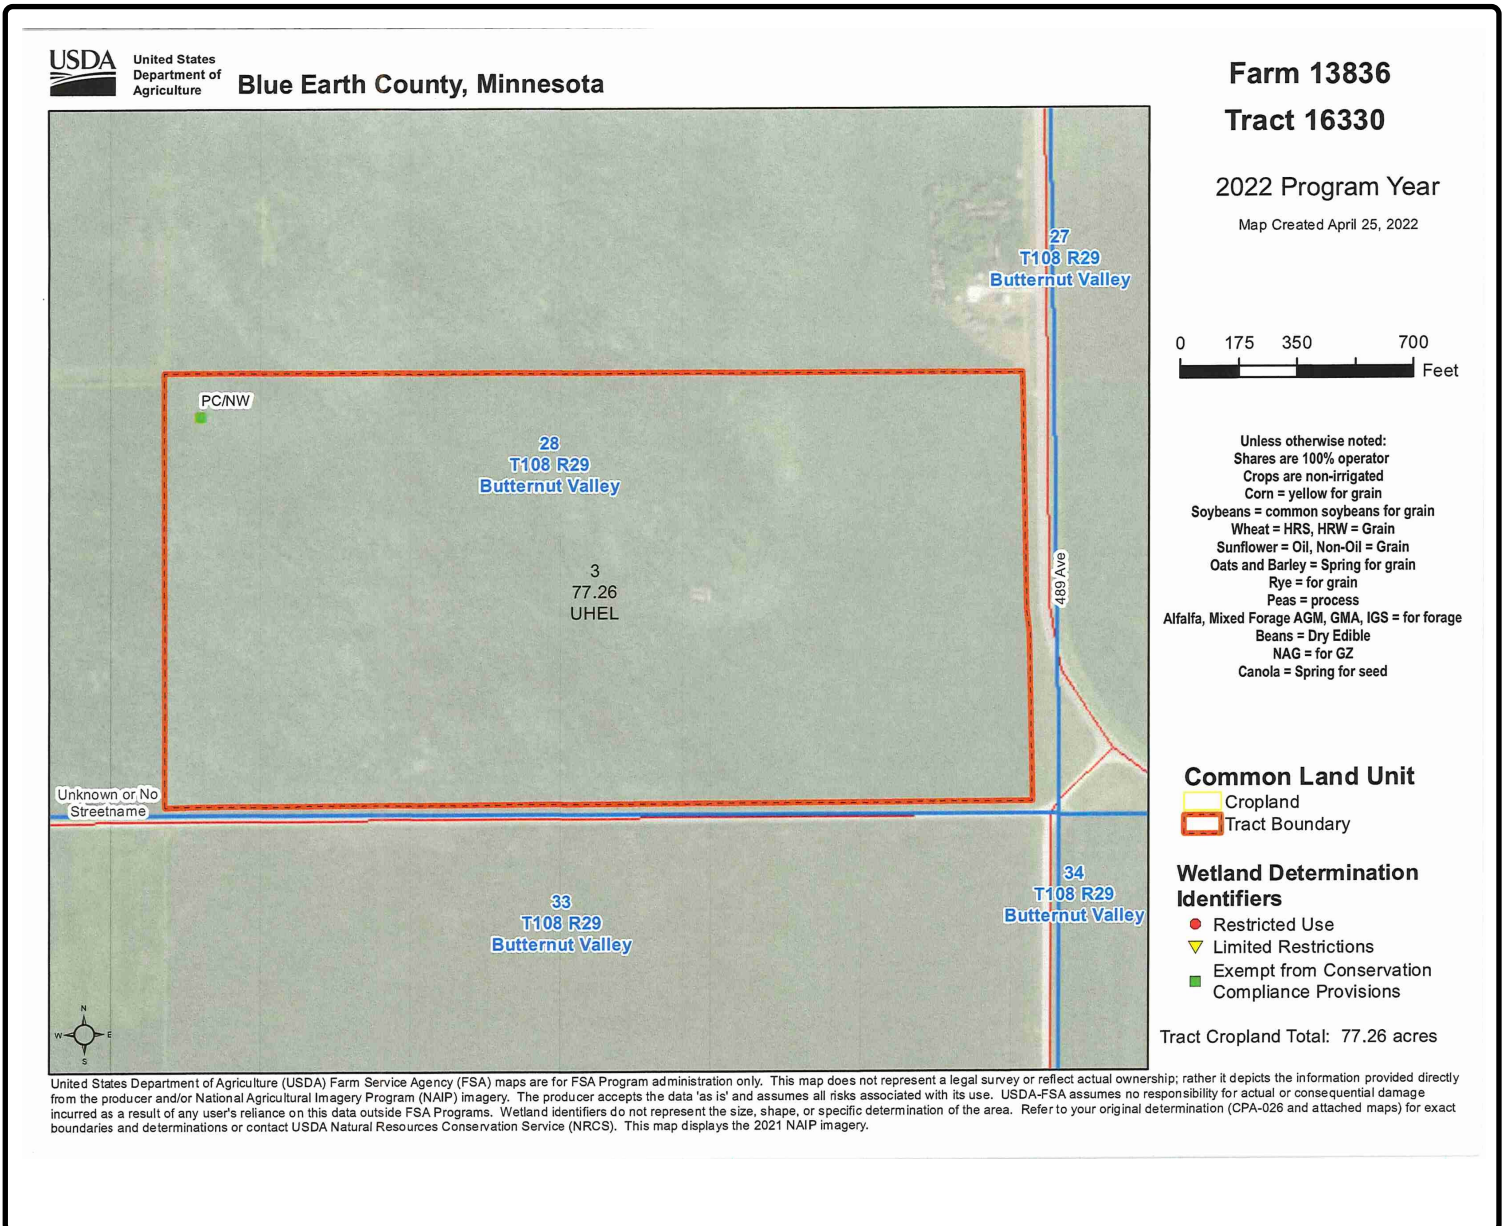 USDA
United States
Department of
Agriculture
Blue Earth County, Minnesota
Farm 13836
Tract 16330
2022 Program Year
Map Created April 25, 2022
27
T108 R29
Butternut Valley
0 175 350 700
Feet
PC/NW
28
T108 R29
Butternut Valley
Unless otherwise noted:
Shares are 100% operator
Crops are non-irrigated
Corn = yellow for grain
Soybeans = common soybeans for grain
Wheat = HRS, HRW = Grain
Sunflower = Oil, Non-Oil = Grain
Oats and Barley = Spring for grain
Rye = for grain
Peas = process
Alfalfa, Mixed Forage AGM, GMA, IGS = for forage
Beans = Dry Edible
NAG = for GZ
Canola = Spring for seed
489 Ave
3
77.26
UHEL
Unknown or No
Streetname
Common Land Unit
Cropland
Tract Boundary
33
T108 R29
Butternut Valley
34
T108 R29
Butternut Valley
Wetland Determination
Identifiers
Restricted Use
Limited Restrictions
Exempt from Conservation
Compliance Provisions
N
W E
S
Tract Cropland Total: 77.26 acres
United States Department of Agriculture (USDA) Farm Service Agency (FSA) maps are for FSA Program administration only. This map does not represent a legal survey or reflect actual ownership; rather it depicts the information provided directly
from the producer and/or National Agricultural Imagery Program (NAIP) imagery. The producer accepts the data 'as is' and assumes all risks associated with its use. USDA-FSA assumes no responsibility for actual or consequential damage
incurred as a result of any user's reliance on this data outside FSA Programs. Wetland identifiers do not represent the size, shape, or specific determination of the area. Refer to your original determination (CPA-026 and attached maps) for exact
boundaries and determinations or contact USDA Natural Resources Conservation Service (NRCS). This map displays the 2021 NAIP imagery.